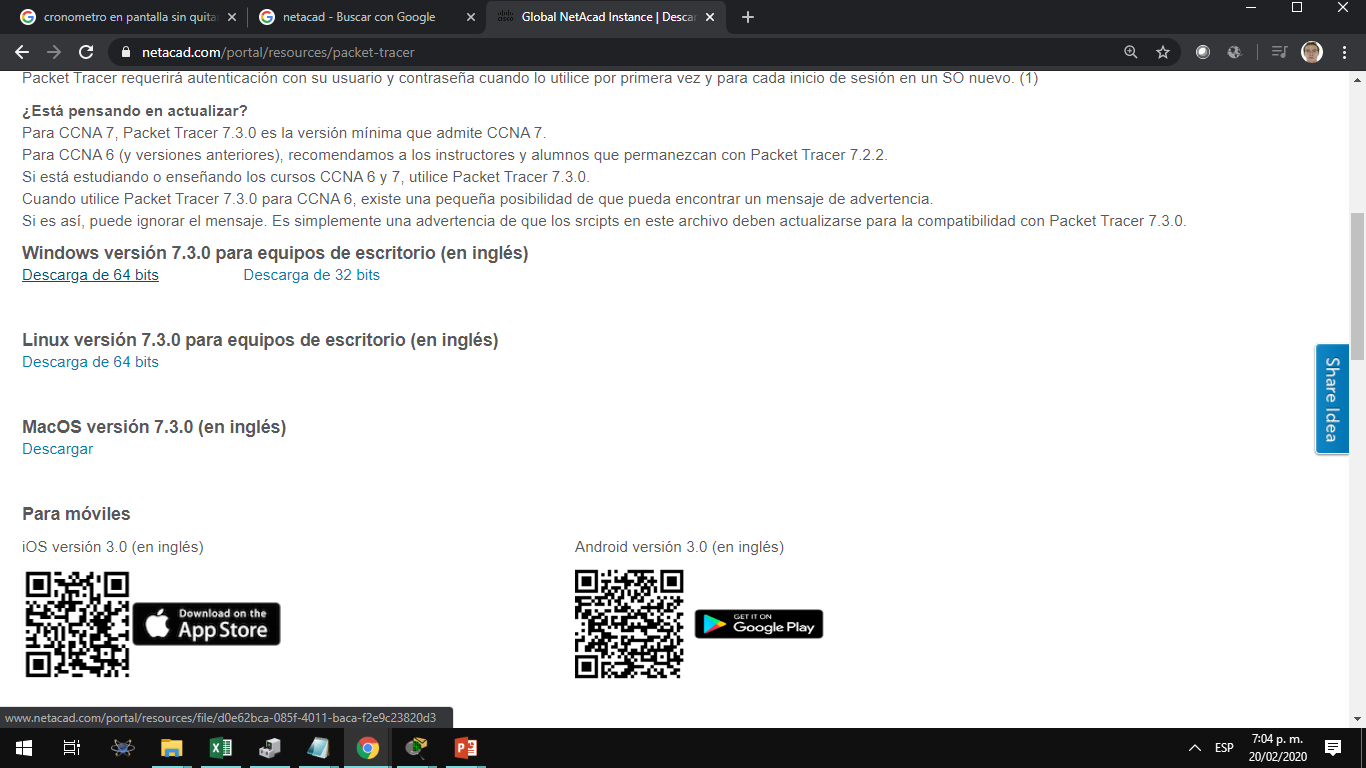 cronometro en pantalla sin quita
netacad - Buscar con Google
Global NetAcad Instance | Descar
netacad.com/portal/resources/packet-tracer
Packet Tracer requerirá autenticación con su usuario y contraseña cuando lo utilice por primera vez y para cada inicio de sesión en un SO nuevo. (1)
¿Está pensando en actualizar?
Para CCNA 7, Packet Tracer 7.3.0 es la versión mínima que admite CCNA 7.
Para CCNA 6 (y versiones anteriores), recomendamos a los instructores y alumnos que permanezcan con Packet Tracer 7.2.2.
Si está estudiando o enseñando los cursos CCNA 6 y 7, utilice Packet Tracer 7.3.0.
Cuando utilice Packet Tracer 7.3.0 para CCNA 6, existe una pequeña posibilidad de que pueda encontrar un mensaje de advertencia.
Si es así, puede ignorar el mensaje. Es simplemente una advertencia de que los srcipts en este archivo deben actualizarse para la compatibilidad con Packet Tracer 7.3.0.
Windows versión 7.3.0 para equipos de escritorio (en inglés)
Descarga de 64 bits Descarga de 32 bits
Linux versión 7.3.0 para equipos de escritorio (en inglés)
Descarga de 64 bits
Share Idea
MacOS versión 7.3.0 (en inglés)
Descargar
Para móviles
iOS versión 3.0 (en inglés)
Android versión 3.0 (en inglés)
Download on the
App Store
GET IT ON
Google Play
www.netacad.com/portal/resources/file/d0e62bca-085f-4011-baca-f2e9c23820d3
ESP
7:04 p. m.
20/02/2020